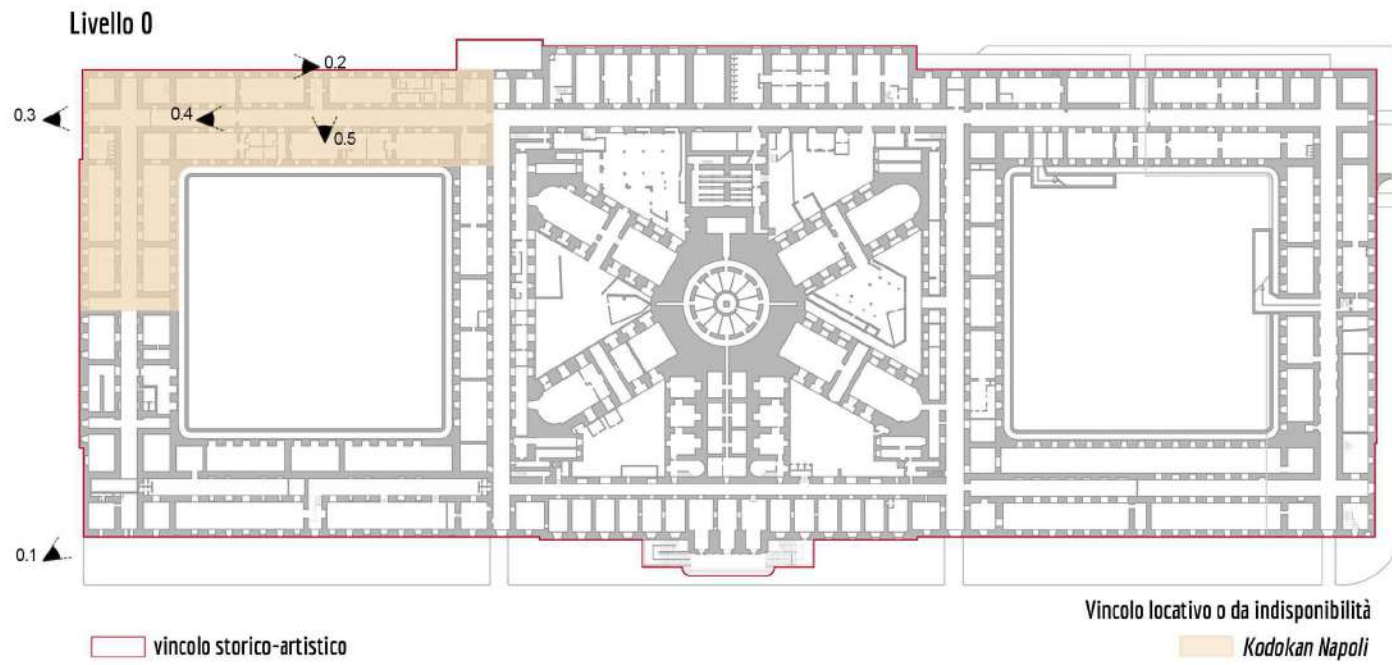 Livello 0
0.2
0.3
0.4
0.5
0.1
Vincolo locativo o da indisponibilità
vincolo storico-artistico
Kodokan Napoli